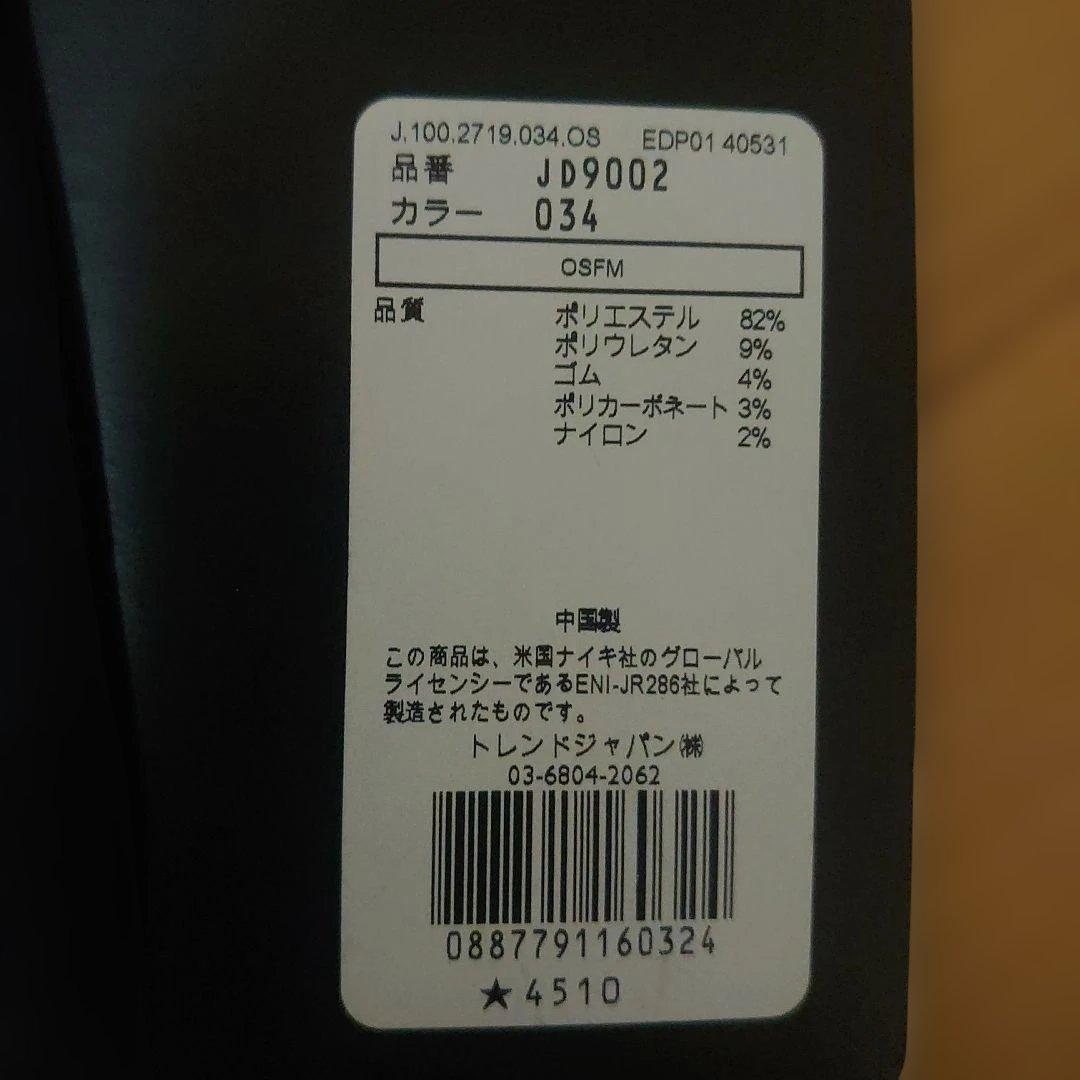 J.100.2719.034.OS EDP01 40531
品番 JD9002
カラー 034
OSFM
品質 ポリエステル 82%
ポリウレタン 9%
ゴム 4%
ポリカーボネート 3%
ナイロン 2%
中国製
この商品は、米国ナイキ社のグローバル
ライセンシーであるENI-JR286社によって
製造されたものです。
トレンドジャパン㈱
03-6804-2062
0887791160324
★4510